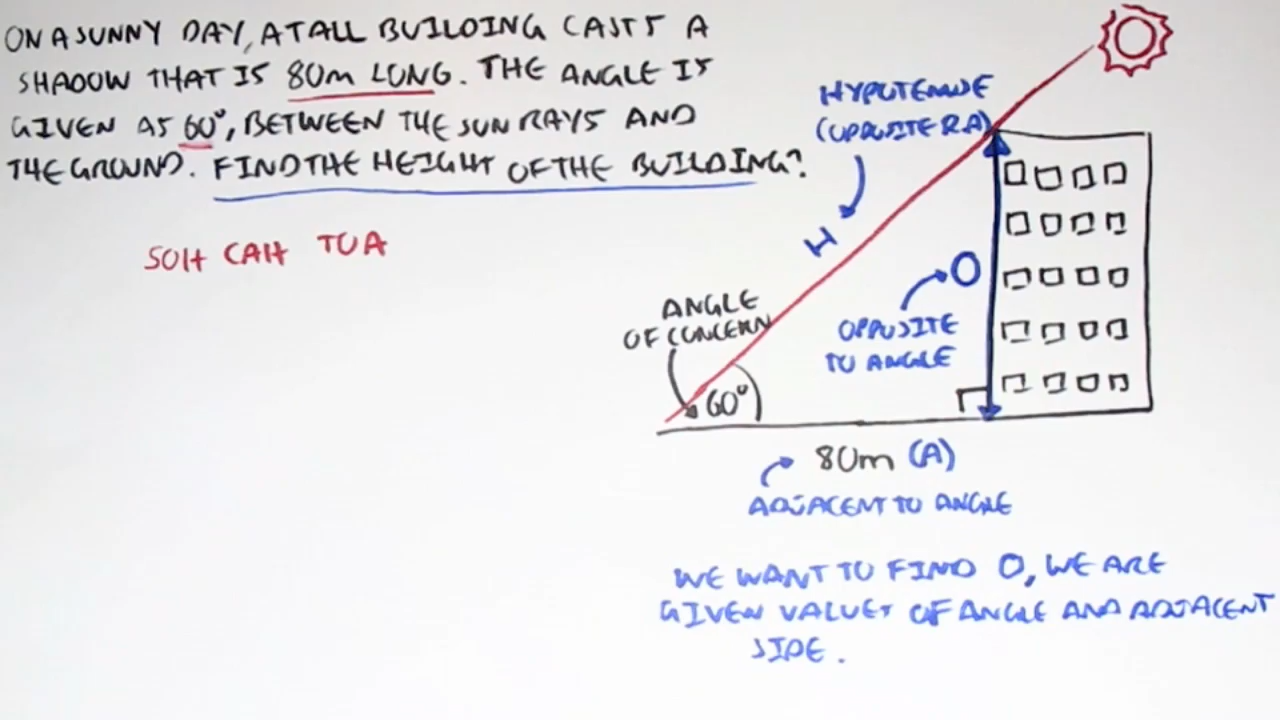 ON A SUNNY DAY, A TALL BUILDING CASTS A
SHADOW THAT IS 80m LONG. THE ANGLE IS
GIVEN AS 60°, BETWEEN THE SUN RAYS AND
THE GROUND. FIND THE HEIGHT OF THE BUILDING?
SOH CAH TOA
HYPOTENUSE
(OPPOSITE RA)
H
O
ANGLE
OF CONCERN
OPPOSITE
TO ANGLE
60°
80m (A)
ADJACENT TO ANGLE
WE WANT TO FIND O, WE ARE
GIVEN VALUES OF ANGLE AND ADJACENT
SIDE.